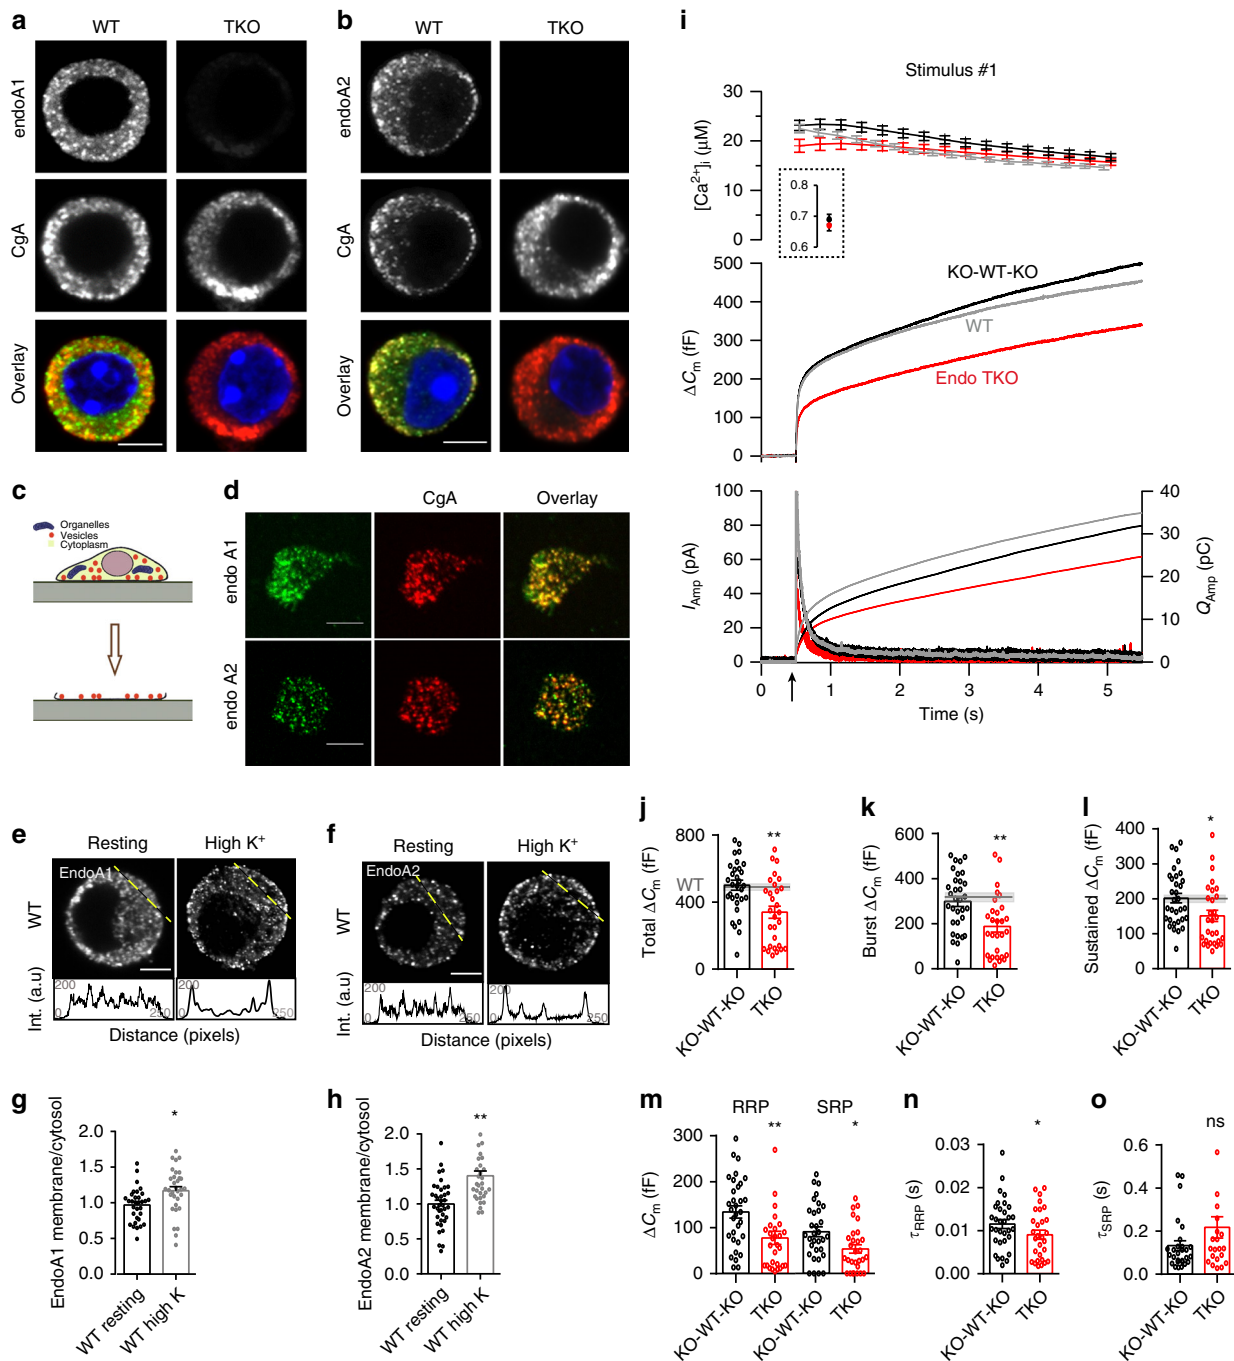 a
WT
TKO
endoA1
CgA
Overlay
b
WT
TKO
endoA2
CgA
Overlay
c
Organelles
Vesicles
Cytoplasm
d
CgA
Overlay
endo A1
endo A2
e
Resting
High K+
WT
EndoA1
Int. (a.u)
200
0
250
Distance (pixels)
f
Resting
High K+
WT
EndoA2
Int. (a.u)
200
0
250
Distance (pixels)
g
EndoA1 membrane/cytosol
2.0
1.5
1.0
0.5
0.0
*
WT resting
WT high K
h
EndoA2 membrane/cytosol
2.0
1.5
1.0
0.5
0.0
**
WT resting
WT high K
i
Stimulus #1
[Ca2+]i (μM)
30
20
10
0
0.8
0.7
0.6
ΔCm (fF)
500
400
300
200
100
0
KO-WT-KO
WT
Endo TKO
IAmp (pA)
100
80
60
40
20
0
QAmp (pC)
40
30
20
10
0
0 1 2 3 4 5
Time (s)
j
Total ΔCm (fF)
800
400
0
WT
**
KO-WT-KO
TKO
k
Burst ΔCm (fF)
600
400
200
0
**
KO-WT-KO
TKO
l
Sustained ΔCm (fF)
400
300
200
100
0
*
KO-WT-KO
TKO
m
RRP
SRP
ΔCm (fF)
300
200
100
0
**
*
KO-WT-KO
TKO
KO-WT-KO
TKO
n
τRRP (s)
0.03
0.02
0.01
0.00
*
KO-WT-KO
TKO
o
τSRP (s)
0.6
0.4
0.2
0.0
ns
KO-WT-KO
TKO